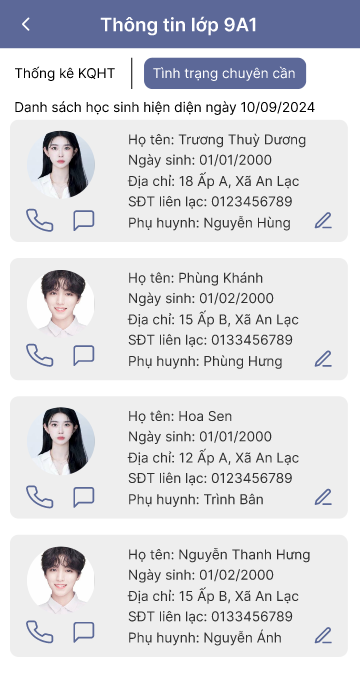 Thông tin lớp 9A1
Thống kê KQHT
Tình trạng chuyên cần
Danh sách học sinh hiện diện ngày 10/09/2024
Họ tên: Trương Thuỳ Dương
Ngày sinh: 01/01/2000
Địa chỉ: 18 Ấp A, Xã An Lạc
SĐT liên lạc: 0123456789
Phụ huynh: Nguyễn Hùng
Họ tên: Phùng Khánh
Ngày sinh: 01/02/2000
Địa chỉ: 15 Ấp B, Xã An Lạc
SĐT liên lạc: 0133456789
Phụ huynh: Phùng Hưng
Họ tên: Hoa Sen
Ngày sinh: 01/01/2000
Địa chỉ: 12 Ấp A, Xã An Lạc
SĐT liên lạc: 0123456789
Phụ huynh: Trình Bân
Họ tên: Nguyễn Thanh Hưng
Ngày sinh: 01/02/2000
Địa chỉ: 15 Ấp B, Xã An Lạc
SĐT liên lạc: 0133456789
Phụ huynh: Nguyễn Ánh